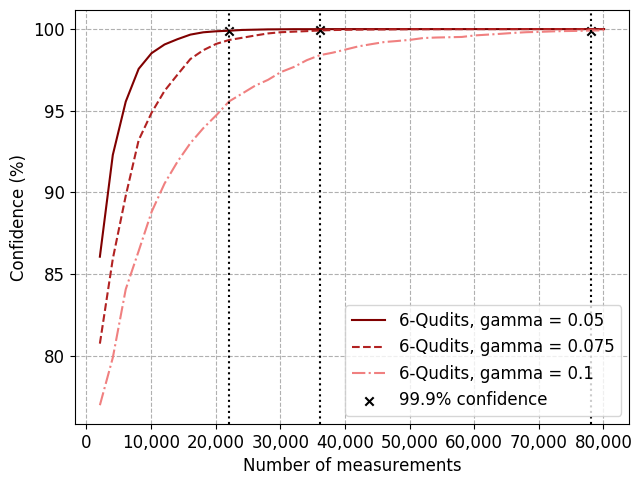 100
95
90
85
80
Confidence (%)
6-Qudits, gamma = 0.05
6-Qudits, gamma = 0.075
6-Qudits, gamma = 0.1
99.9% confidence
0 10,000 20,000 30,000 40,000 50,000 60,000 70,000 80,000
Number of measurements